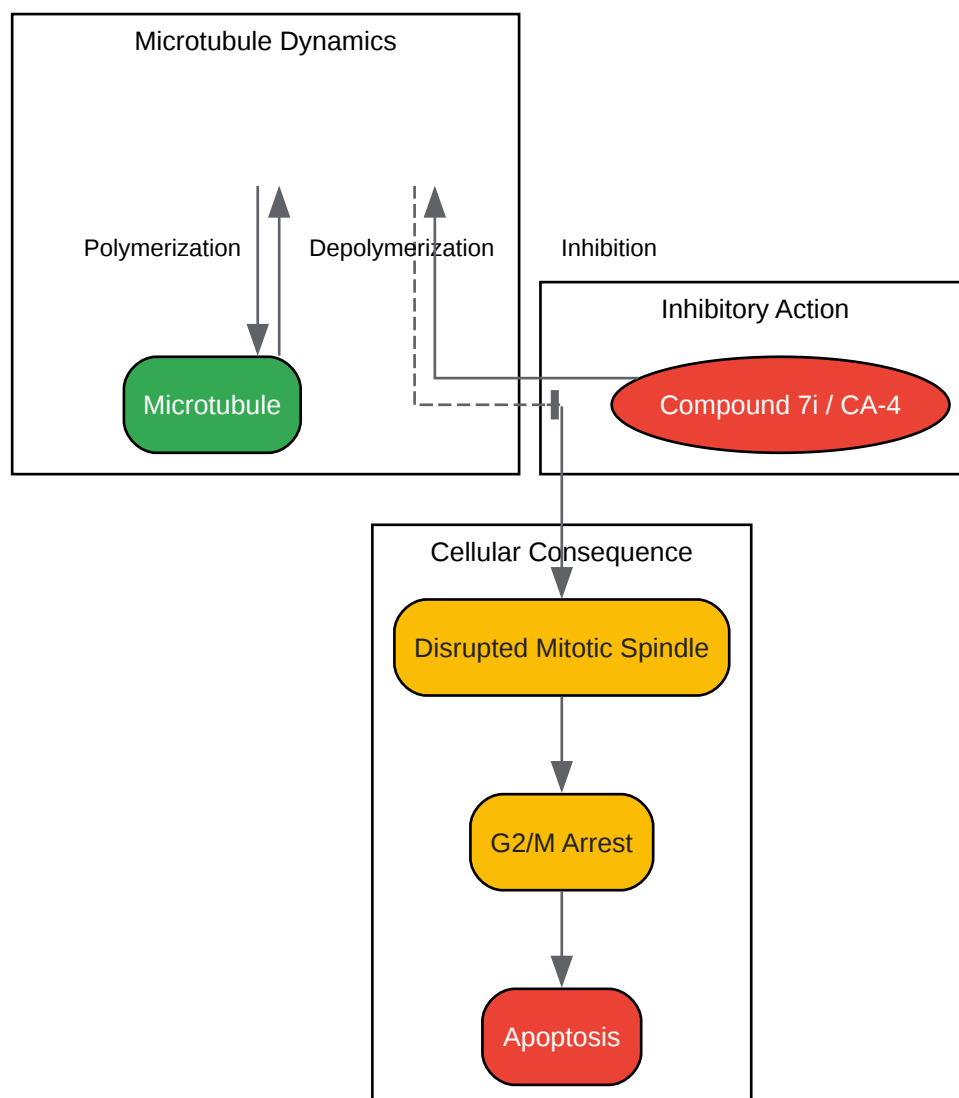 Microtubule Dynamics
Polymerization
Depolymerization
Inhibition
Inhibitory Action
Microtubule
Compound 7i / CA-4
Cellular Consequence
Disrupted Mitotic Spindle
G2/M Arrest
Apoptosis